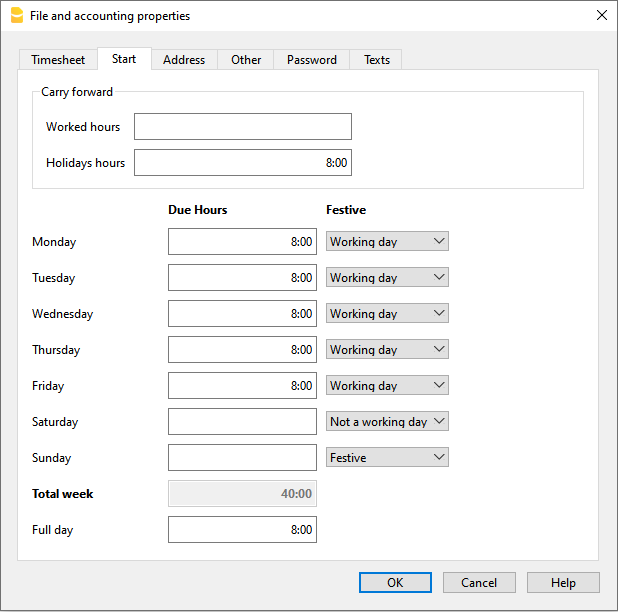 File and accounting properties
Timesheet Start Address Other Password Texts
Carry forward
Worked hours
Holidays hours 8:00
Due Hours Festive
Monday 8:00 Working day
Tuesday 8:00 Working day
Wednesday 8:00 Working day
Thursday 8:00 Working day
Friday 8:00 Working day
Saturday Not a working day
Sunday Festive
Total week 40:00
Full day 8:00
OK Cancel Help